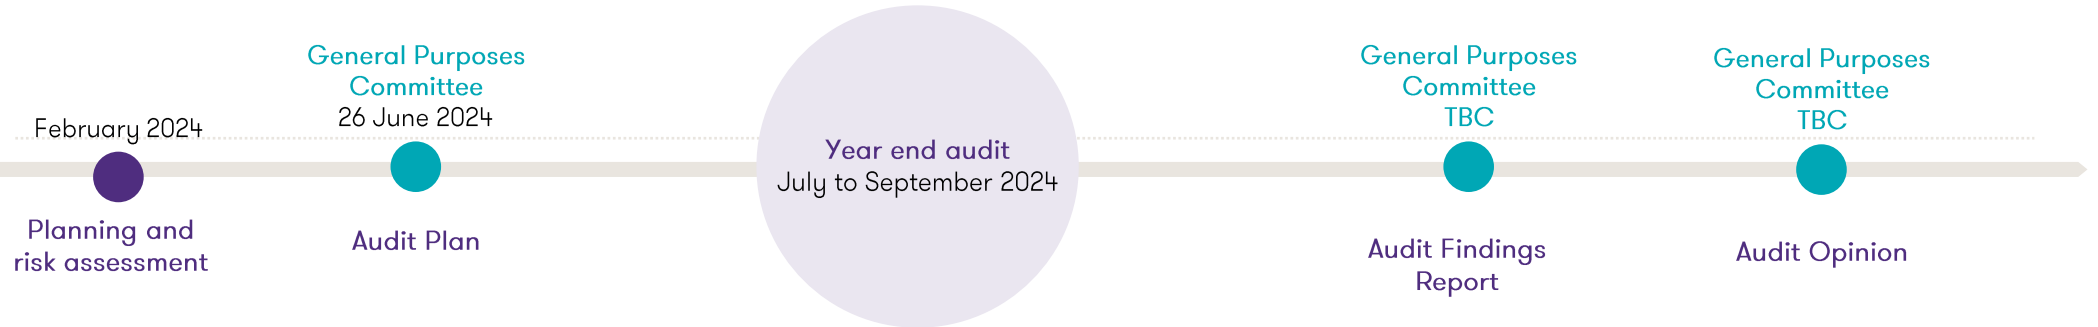 February 2024
Planning and
risk assessment
General Purposes
Committee
26 June 2024
Audit Plan
Year end audit
July to September 2024
General Purposes
Committee
TBC
Audit Findings
Report
General Purposes
Committee
TBC
Audit Opinion